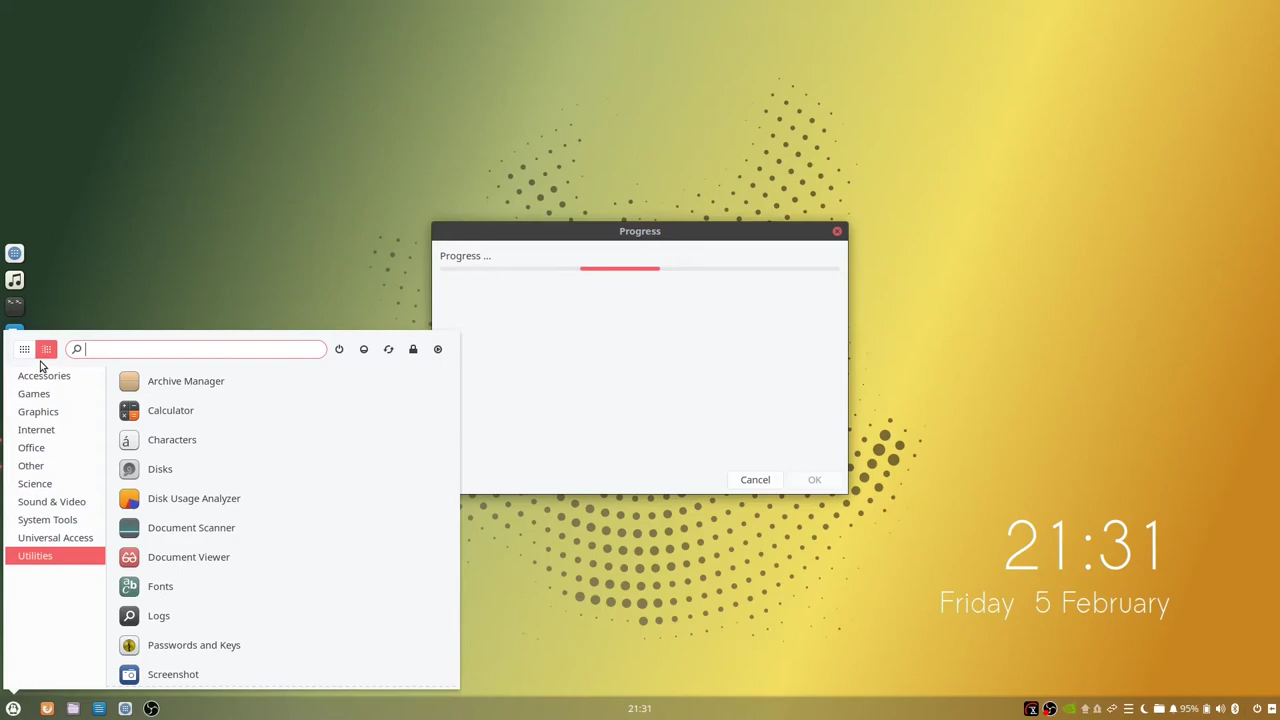 Progress
Progress ...
Cancel
OK
Accessories
Games
Graphics
Internet
Office
Other
Science
Sound & Video
System Tools
Universal Access
Utilities
Archive Manager
Calculator
Characters
Disks
Disk Usage Analyzer
Document Scanner
Document Viewer
Fonts
Logs
Passwords and Keys
Screenshot
21:31
Friday 5 February
21:31
95%